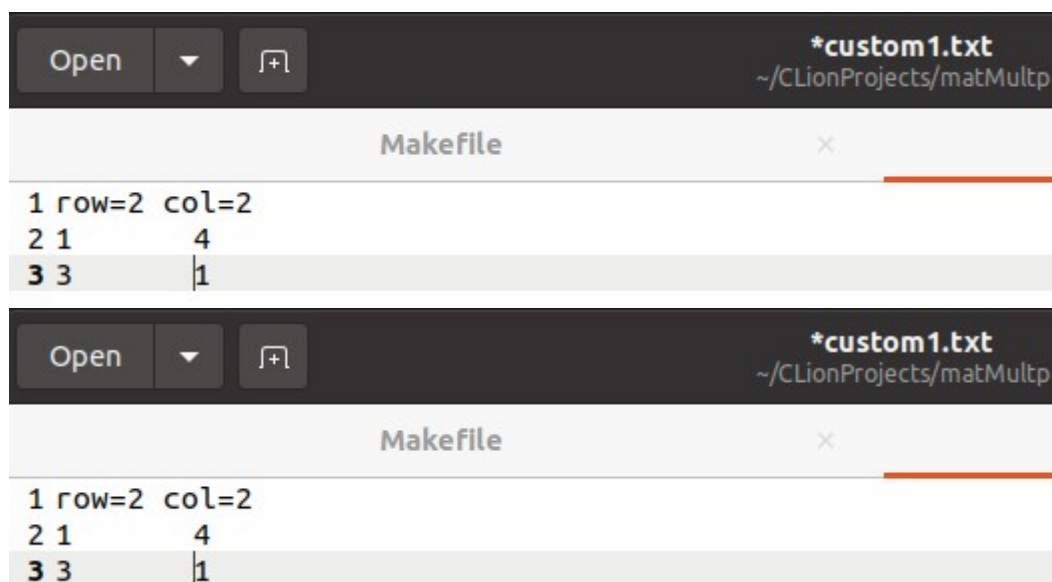 Open *custom1.txt
~/CLionProjects/matMultp
Makefile ×
1 row=2 col=2
2 1 4
3 3 1
Open *custom1.txt
~/CLionProjects/matMultp
Makefile ×
1 row=2 col=2
2 1 4
3 3 1